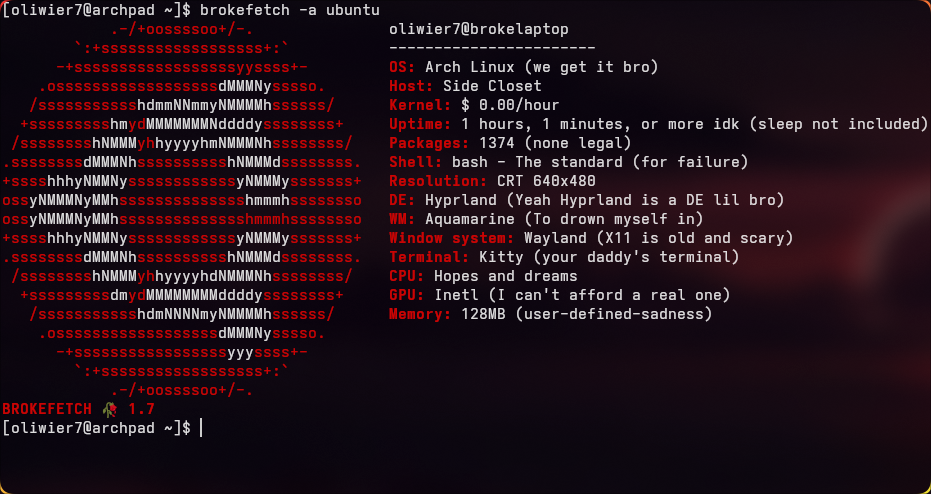 [oliwier7@archpad ~]$ brokefetch -a ubuntu
            .-/+oossssoo+/-.               oliwier7@brokelaptop
        `:+ssssssssssssssssss+:`           -----------------------
      -+ssssssssssssssssssyyssss+-         OS: Arch Linux (we get it bro)
    .ossssssssssssssssssdMMMNysssso.       Host: Side Closet
   /ssssssssssshdmmNNmmyNMMMMhssssss/      Kernel: $ 0.00/hour
  +ssssssssshmydMMMMMMMNddddyssssssss+     Uptime: 1 hours, 1 minutes, or more idk (sleep not included)
 /sssssssshNMMMyhhyyyyhmNMMMNhssssssss/    Packages: 1374 (none legal)
.ssssssssdMMMNhsssssssssshNMMMdssssssss.   Shell: bash – The standard (for failure)
+sssshhhyNMMNyssssssssssssyNMMMysssssss+   Resolution: CRT 640x480
ossyNMMMNyMMhsssssssssssssshmmmhssssssso   DE: Hyprland (Yeah Hyprland is a DE lil bro)
ossyNMMMNyMMhsssssssssssssshmmmhssssssso   WM: Aquamarine (To drown myself in)
+sssshhhyNMMNyssssssssssssyNMMMysssssss+   Window system: Wayland (X11 is old and scary)
.ssssssssdMMMNhsssssssssshNMMMdssssssss.   Terminal: Kitty (your daddy's terminal)
 /sssssssshNMMMyhhyyyyhdNMMMNhssssssss/    CPU: Hopes and dreams
  +sssssssssdmydMMMMMMMMddddyssssssss+     GPU: Inetl (I can't afford a real one)
   /ssssssssssshdmNNNNmyNMMMMhssssss/      Memory: 128MB (user-defined-sadness)
    .ossssssssssssssssssdMMMNysssso.
      -+sssssssssssssssssyyyssss+-
        `:+ssssssssssssssssss+:`
            .-/+oossssoo+/-.
BROKEFETCH 🥀 1.7
[oliwier7@archpad ~]$